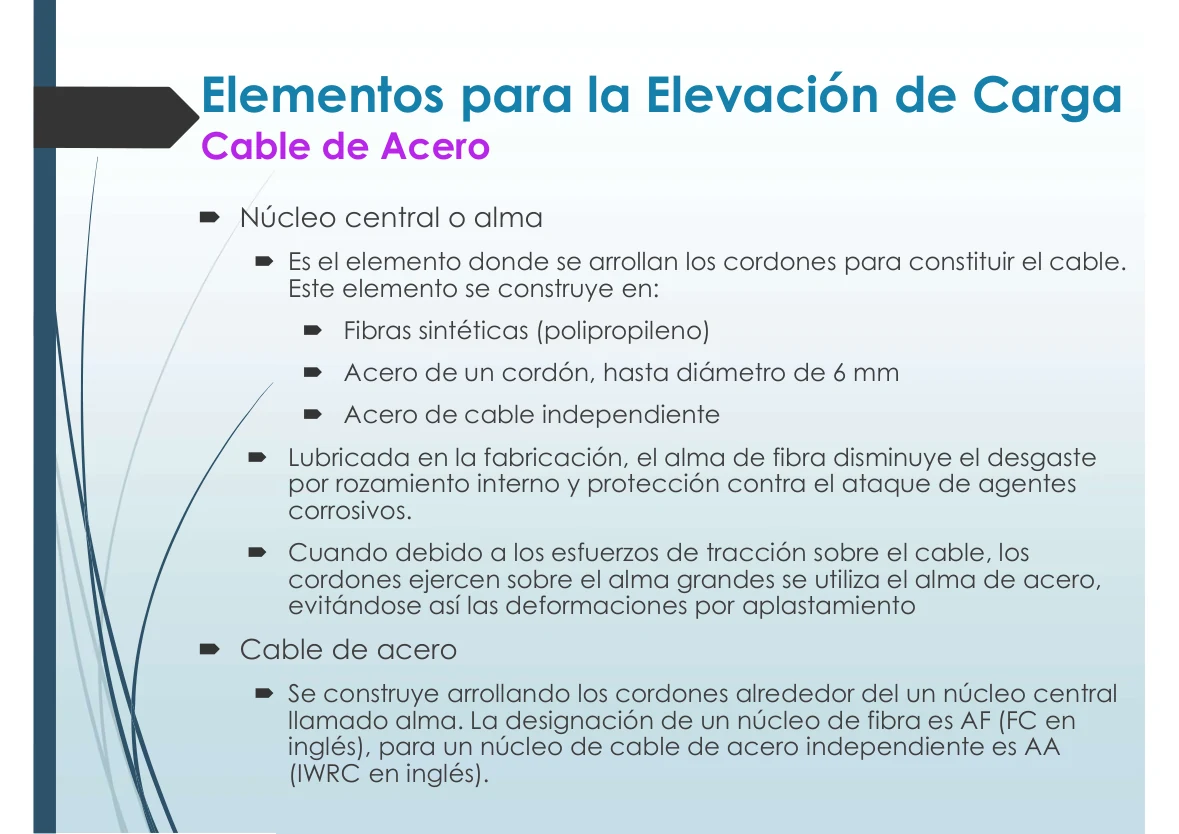 Elementos para la Elevación de Carga
Cable de Acero
Núcleo central o alma
Es el elemento donde se arrollan los cordones para constituir el cable.
Este elemento se construye en:
Fibras sintéticas (polipropileno)
Acero de un cordón, hasta diámetro de 6 mm
Acero de cable independiente
Lubricada en la fabricación, el alma de fibra disminuye el desgaste
por rozamiento interno y protección contra el ataque de agentes
corrosivos.
Cuando debido a los esfuerzos de tracción sobre el cable, los
cordones ejercen sobre el alma grandes se utiliza el alma de acero,
evitándose así las deformaciones por aplastamiento
Cable de acero
Se construye arrollando los cordones alrededor del un núcleo central
llamado alma. La designación de un núcleo de fibra es AF (FC en
inglés), para un núcleo de cable de acero independiente es AA
(IWRC en inglés).